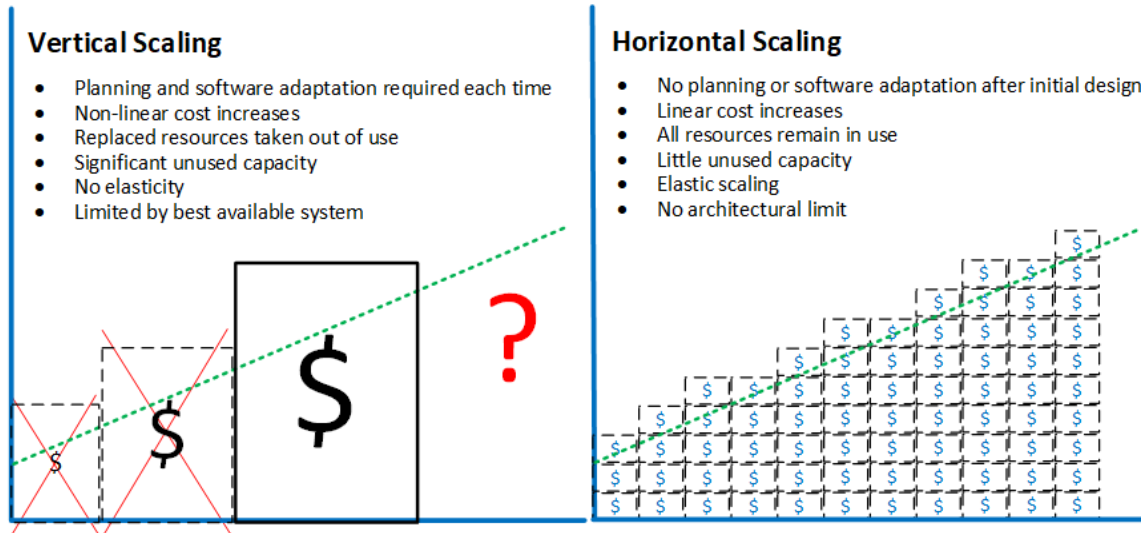 Vertical Scaling
• Planning and software adaptation required each time
• Non-linear cost increases
• Replaced resources taken out of use
• Significant unused capacity
• No elasticity
• Limited by best available system
$ $ $ ?
Horizontal Scaling
• No planning or software adaptation after initial design
• Linear cost increases
• All resources remain in use
• Little unused capacity
• Elastic scaling
• No architectural limit
$
$ $ $
$ $ $ $
$ $ $ $ $ $
$ $ $ $ $ $ $
$ $ $ $ $ $ $ $ $
$ $ $ $ $ $ $ $ $ $
$ $ $ $ $ $ $ $ $ $ $
$ $ $ $ $ $ $ $ $ $ $
$ $ $ $ $ $ $ $ $ $ $